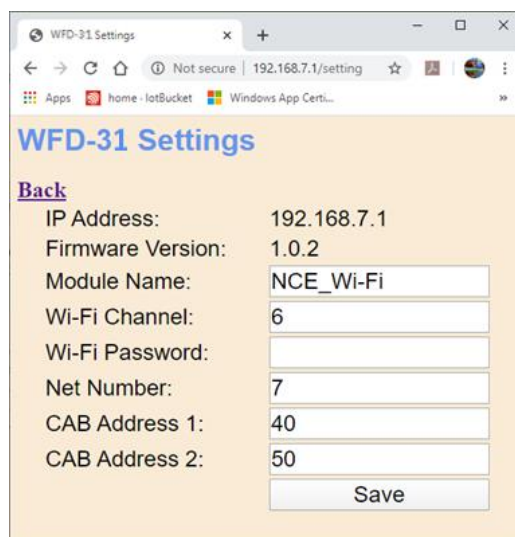 WFD-31 Settings
Not secure | 192.168.7.1/setting
Apps home - IotBucket Windows App Certi...
WFD-31 Settings
Back
IP Address: 192.168.7.1
Firmware Version: 1.0.2
Module Name: NCE_Wi-Fi
Wi-Fi Channel: 6
Wi-Fi Password:
Net Number: 7
CAB Address 1: 40
CAB Address 2: 50
Save